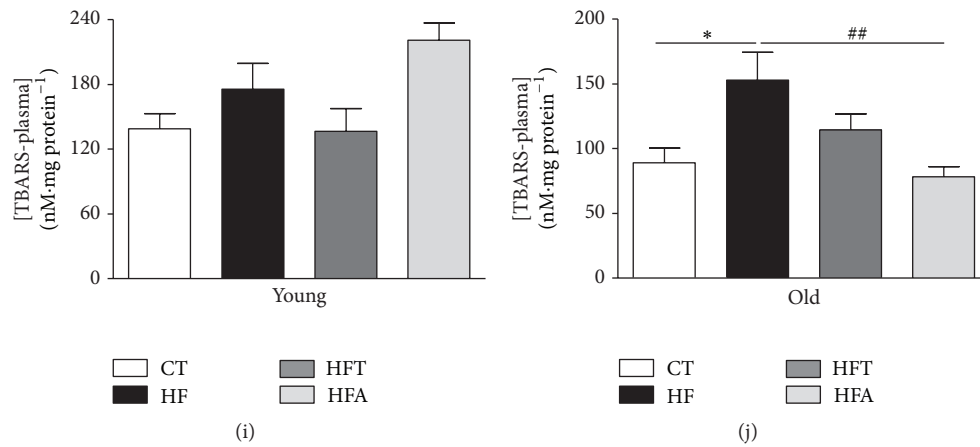 [TBARS-plasma]
(nM·mg protein⁻¹)
240
180
120
60
0
Young
CT
HF
HFT
HFA
(i)
[TBARS-plasma]
(nM·mg protein⁻¹)
200
150
100
50
0
*
##
Old
CT
HF
HFT
HFA
(j)